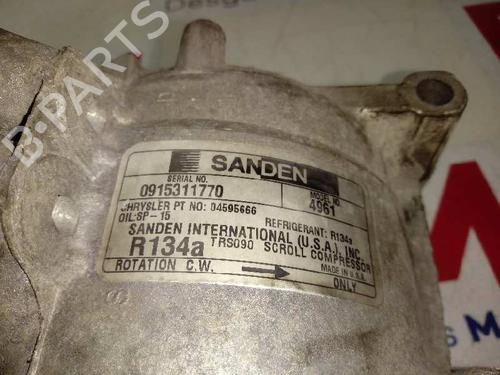 Desgua
B-PARTS
SANDEN
SERIAL NO.
0915311770
MODEL NO.
4961
CHRYSLER PT NO: 04595666
OIL:SP-15
REFRIGERANT: R134a
SANDEN INTERNATIONAL (U.S.A.), INC.
R134a
TRS090 SCROLL COMPRESSOR
MADE IN U.S.A.
ROTATION C.W.
ONLY